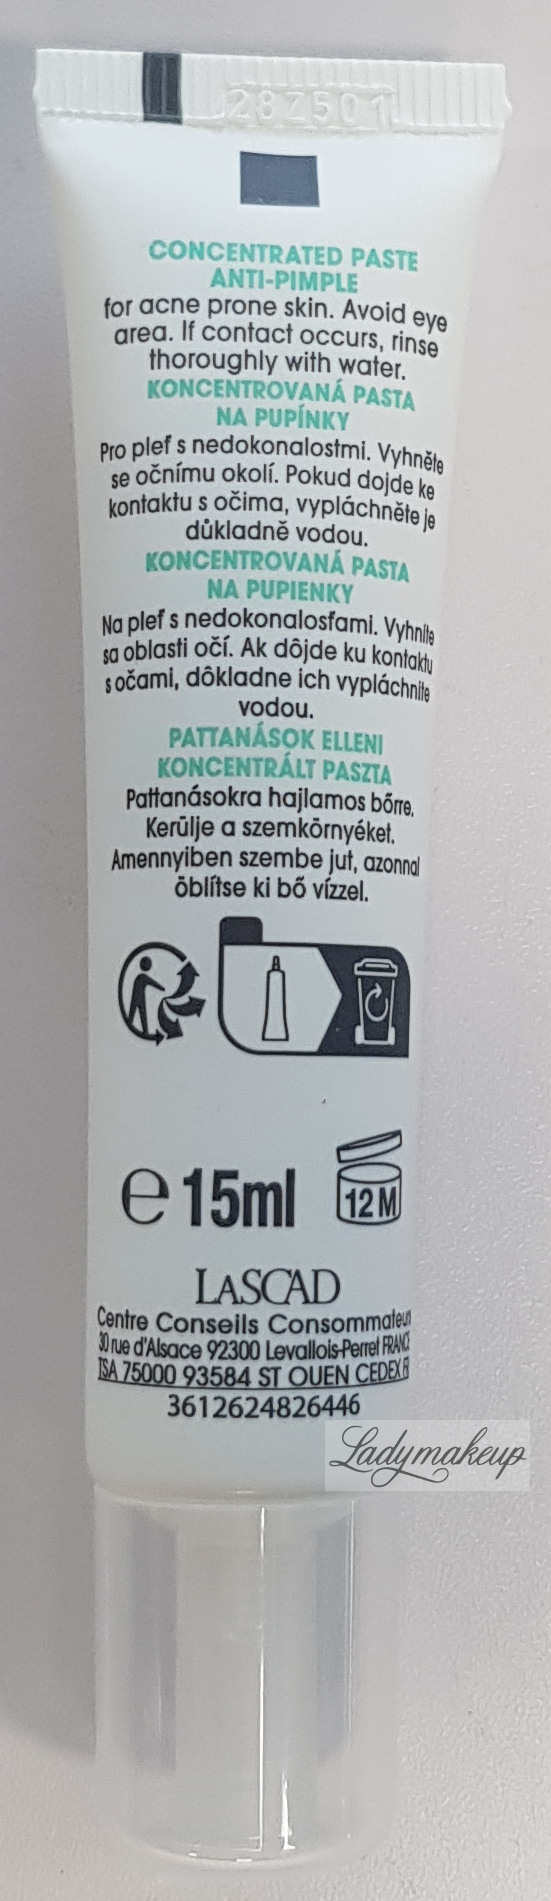 28Z501
CONCENTRATED PASTE
ANTI-PIMPLE
for acne prone skin. Avoid eye
area. If contact occurs, rinse
thoroughly with water.
KONCENTROVANÁ PASTA
NA PUPÍNKY
Pro pleť s nedokonalostmi. Vyhněte
se očnímu okolí. Pokud dojde ke
kontaktu s očima, vypláchněte je
důkladně vodou.
KONCENTROVANÁ PASTA
NA PUPIENKY
Na pleť s nedokonalosťami. Vyhnite
sa oblasti očí. Ak dôjde ku kontaktu
s očami, dôkladne ich vypláchnite
vodou.
PATTANÁSOK ELLENI
KONCENTRÁLT PASZTA
Pattanásokra hajlamos bőrre.
Kerülje a szemkörnyéket.
Amennyiben szembe jut, azonnal
öblítse ki bő vízzel.
e 15ml
12 M
LASCAD
Centre Conseils Consommateurs
30 rue d'Alsace 92300 Levallois-Perret FRANCE
TSA 75000 93584 ST OUEN CEDEX FR
3612624826446
Ladymakeup